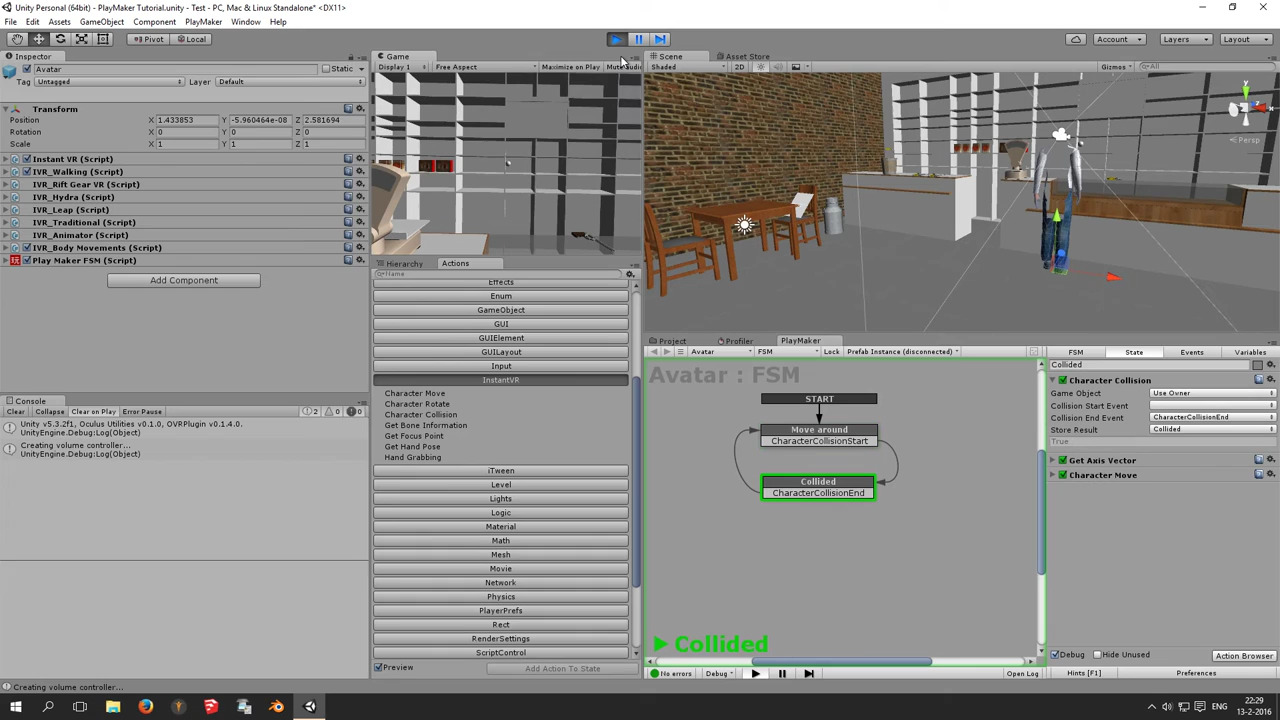 Unity Personal (64bit) - PlayMaker Tutorial.unity - Test - PC, Mac & Linux Standalone* <DX11>
File Edit Assets GameObject Component PlayMaker Window Help
Pivot Local Account Layers Layout
Inspector
Avatar Static
Tag Untagged Layer Default
Transform
Position X 1.433853 Y -5.960464e-08 Z 2.581694
Rotation X 0 Y 0 Z 0
Scale X 1 Y 1 Z 1
Instant VR (Script)
IVR_Walking (Script)
IVR_Rift Gear VR (Script)
IVR_Hydra (Script)
IVR_Leap (Script)
IVR_Traditional (Script)
IVR_Animator (Script)
IVR_Body Movements (Script)
Play Maker FSM (Script)
Add Component
Console
Clear Collapse Clear on Play Error Pause 2 0 0
Unity v5.3.2f1, Oculus Utilities v0.1.0, OVRPlugin v0.1.4.0.
UnityEngine.Debug:Log(Object)
Creating volume controller...
UnityEngine.Debug:Log(Object)
Game
Display 1 Free Aspect Maximize on Play Mute audio
Hierarchy Actions
Name
Effects
Enum
GameObject
GUI
GUIElement
GUILayout
Input
InstantVR
Character Move
Character Rotate
Character Collision
Get Bone Information
Get Focus Point
Get Hand Pose
Hand Grabbing
iTween
Level
Lights
Logic
Material
Math
Mesh
Movie
Network
Physics
PlayerPrefs
Rect
RenderSettings
ScriptControl
Preview Add Action To State
Scene Asset Store
Shaded 2D Gizmos All
y
Persp
Project Profiler PlayMaker
Avatar FSM Lock Prefab Instance (disconnected)
Avatar : FSM
START
Move around
CharacterCollisionStart
Collided
CharacterCollisionEnd
Collided
No errors Debug Open Log
FSM State Events Variables
Collided
Character Collision
Game Object Use Owner
Collision Start Event
Collision End Event CharacterCollisionEnd
Store Result Collided
True
Get Axis Vector
Character Move
Debug Hide Unused Action Browser
Hints [F1] Preferences
Creating volume controller...
ENG
22:29
13-2-2016